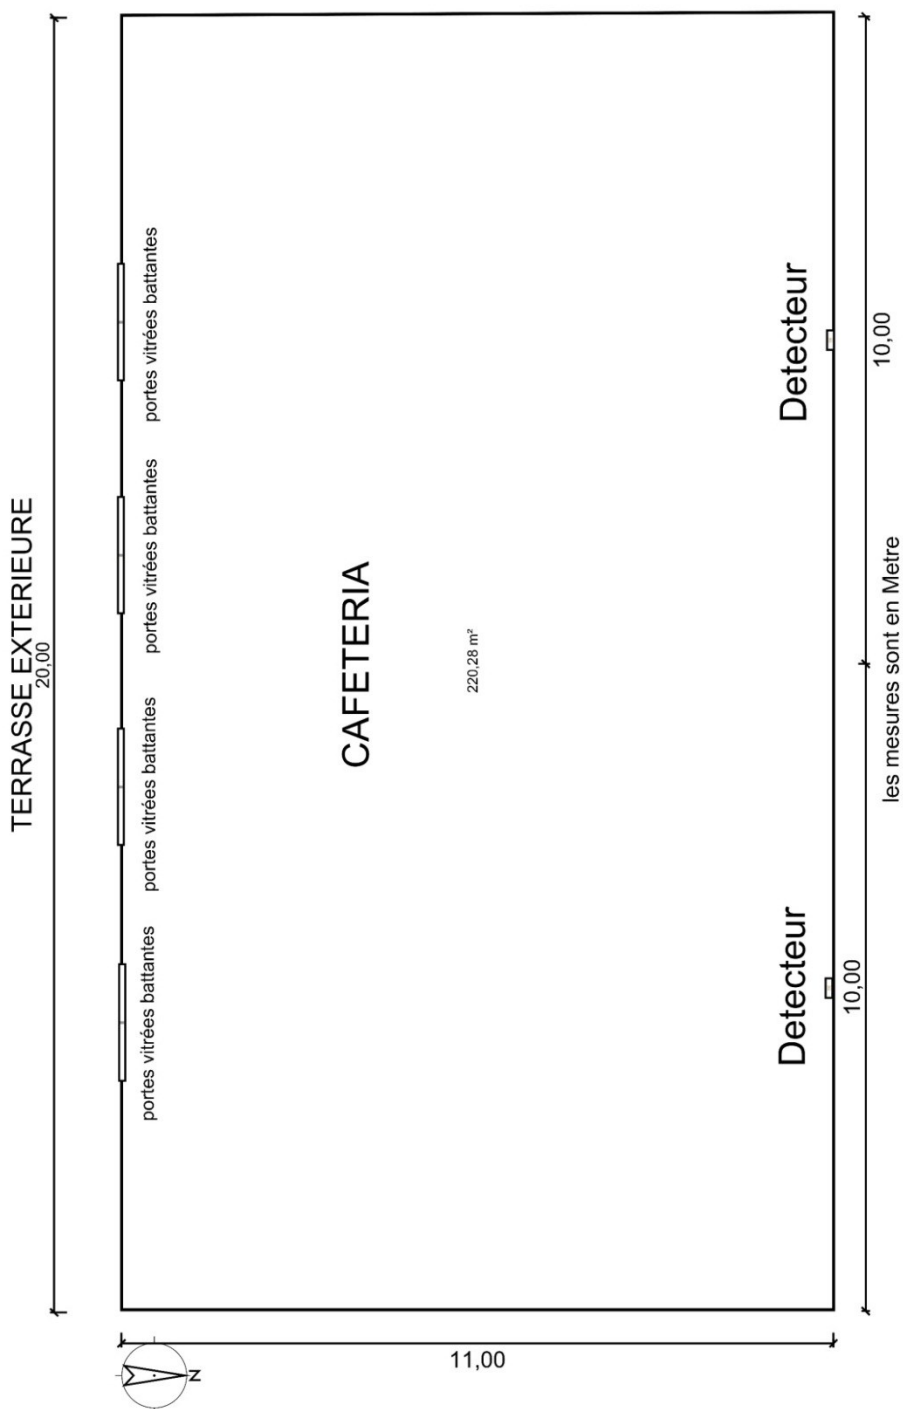 TERRASSE EXTERIEURE
20,00
portes vitrées battantes
portes vitrées battantes
portes vitrées battantes
portes vitrées battantes
CAFETERIA
220,28 m²
Detecteur
Detecteur
10,00
10,00
les mesures sont en Metre
11,00
N